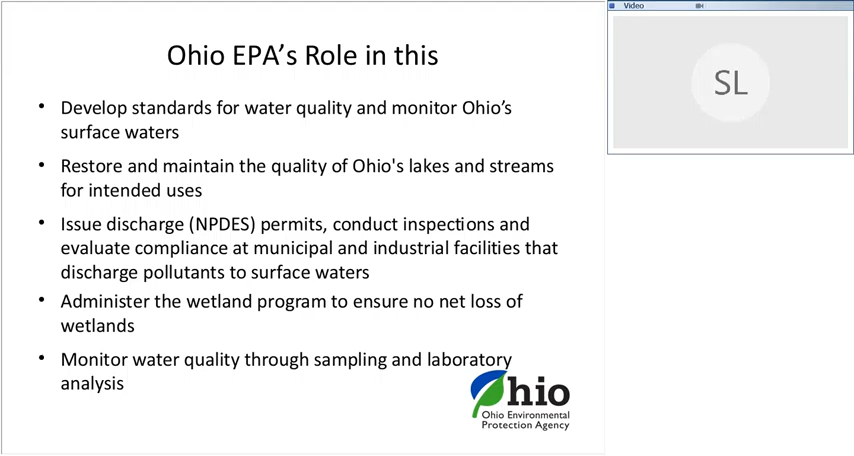 Ohio EPA’s Role in this
• Develop standards for water quality and monitor Ohio’s
surface waters
• Restore and maintain the quality of Ohio's lakes and streams
for intended uses
• Issue discharge (NPDES) permits, conduct inspections and
evaluate compliance at municipal and industrial facilities that
discharge pollutants to surface waters
• Administer the wetland program to ensure no net loss of
wetlands
• Monitor water quality through sampling and laboratory
analysis
Ohio
Ohio Environmental
Protection Agency
Video
SL